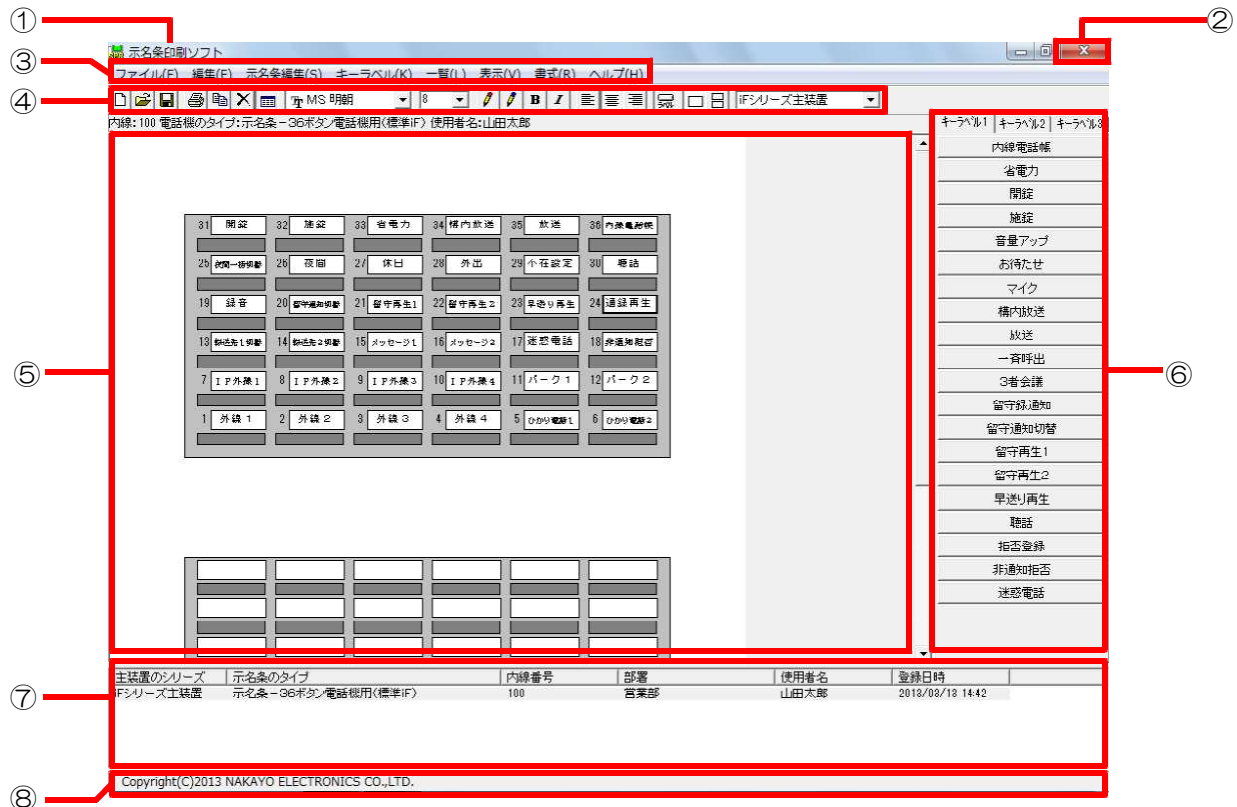 ①
②
示名条印刷ソフト
③
ファイル(F) 編集(E) 示名条編集(S) キーラベル(K) 一覧(L) 表示(V) 書式(R) ヘルプ(H)
④
MS 明朝 8 B I iFシリーズ主装置
内線:100 電話機のタイプ:示名条－36ボタン電話機用(標準iF) 使用者名:山田太郎
キーラベル1 キーラベル2 キーラベル3
内線電話帳
省電力
開錠
施錠
音量アップ
お待たせ
マイク
構内放送
放送
一斉呼出
3者会議
留守録通知
留守通知切替
留守再生1
留守再生2
早送り再生
聴話
拒否登録
非通知拒否
迷惑電話
31 開錠 32 施錠 33 省電力 34 構内放送 35 放送 36 内線電話帳
25 夜間一括切替 26 夜間 27 休日 28 外出 29 不在設定 30 聴話
19 録音 20 留守通知切替 21 留守再生1 22 留守再生2 23 早送り再生 24 通録再生
13 転送先1切替 14 転送先2切替 15 メッセージ1 16 メッセージ2 17 迷惑電話 18 非通知拒否
7 IP外線1 8 IP外線2 9 IP外線3 10 IP外線4 11 パーク1 12 パーク2
1 外線1 2 外線2 3 外線3 4 外線4 5 ひかり電話1 6 ひかり電話2
⑤
⑥
主装置のシリーズ 示名条のタイプ 内線番号 部署 使用者名 登録日時
iFシリーズ主装置 示名条－36ボタン電話機用(標準iF) 100 営業部 山田太郎 2013/03/13 14:42
⑦
Copyright(C)2013 NAKAYO ELECTRONICS CO.,LTD.
⑧